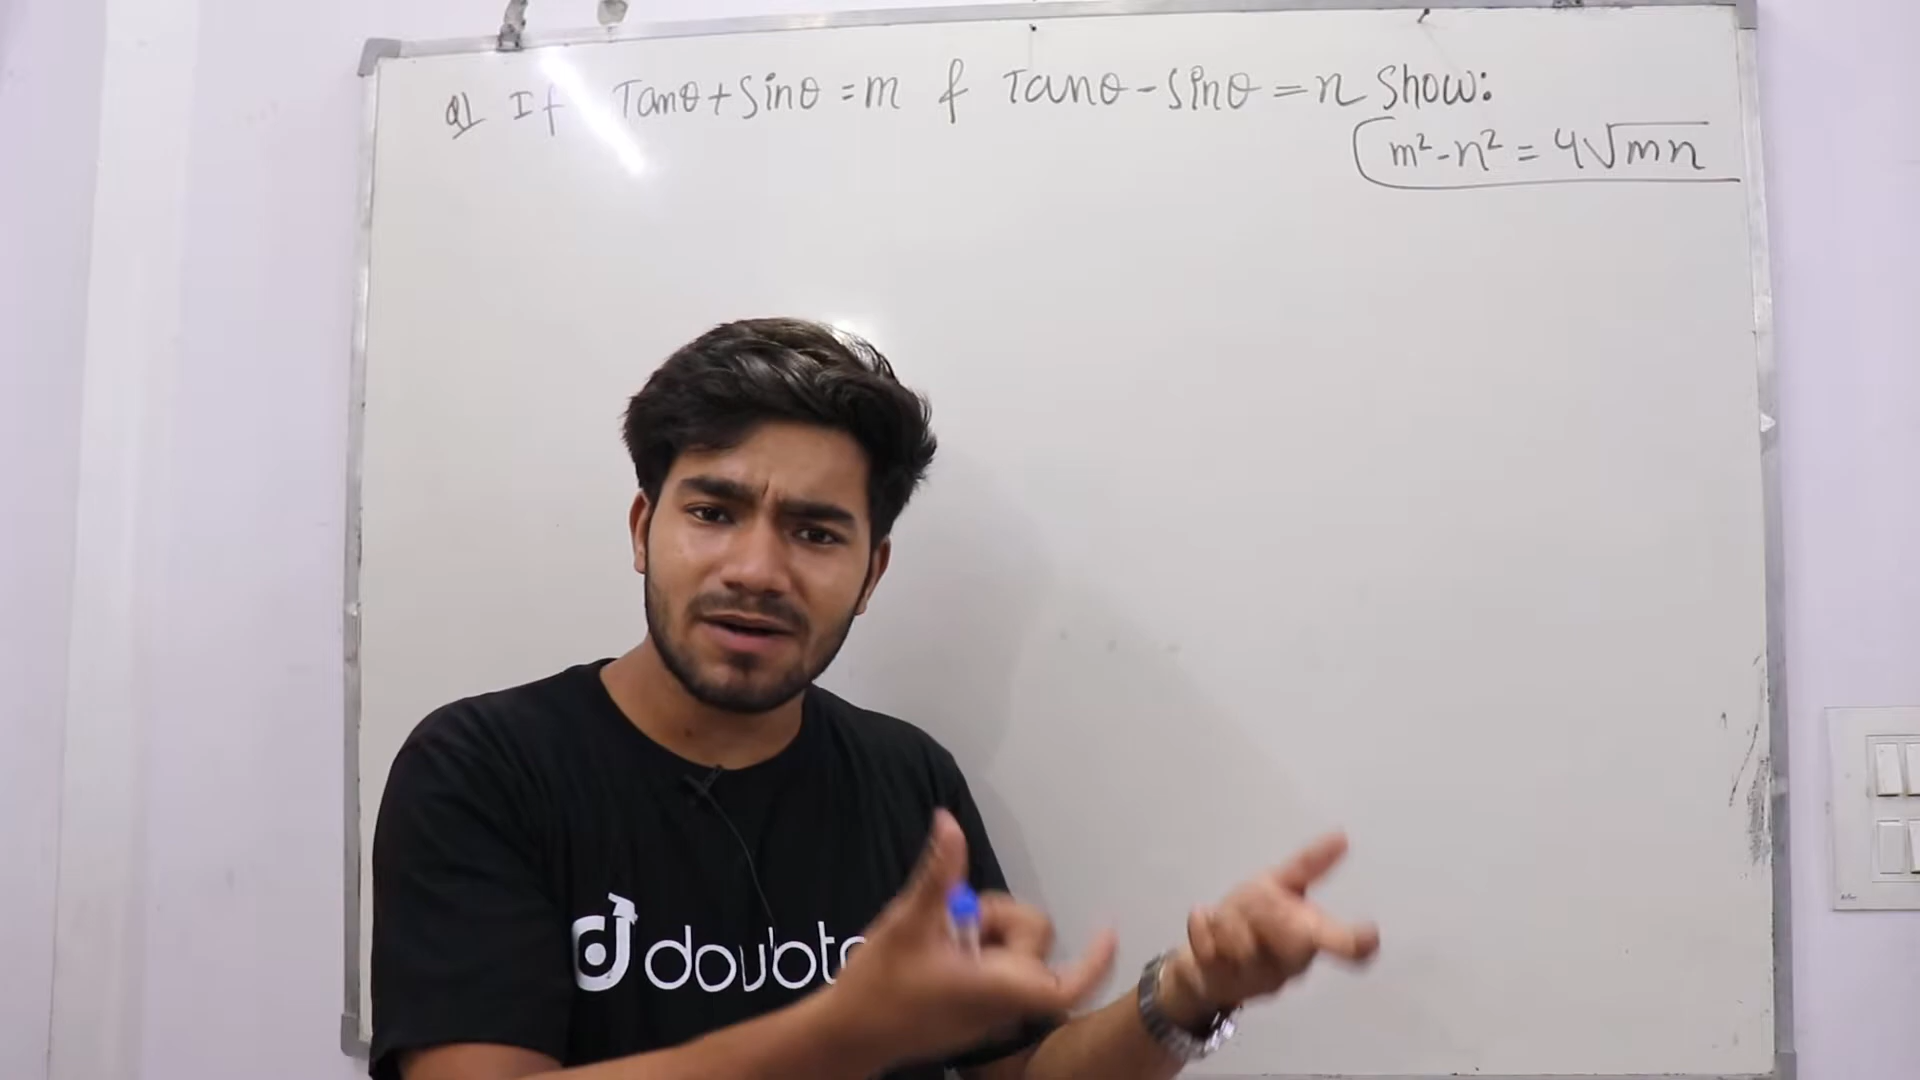 Q1 If Tanθ + Sinθ = m & Tanθ - Sinθ = n Show:
m² - n² = 4√mn
doubt